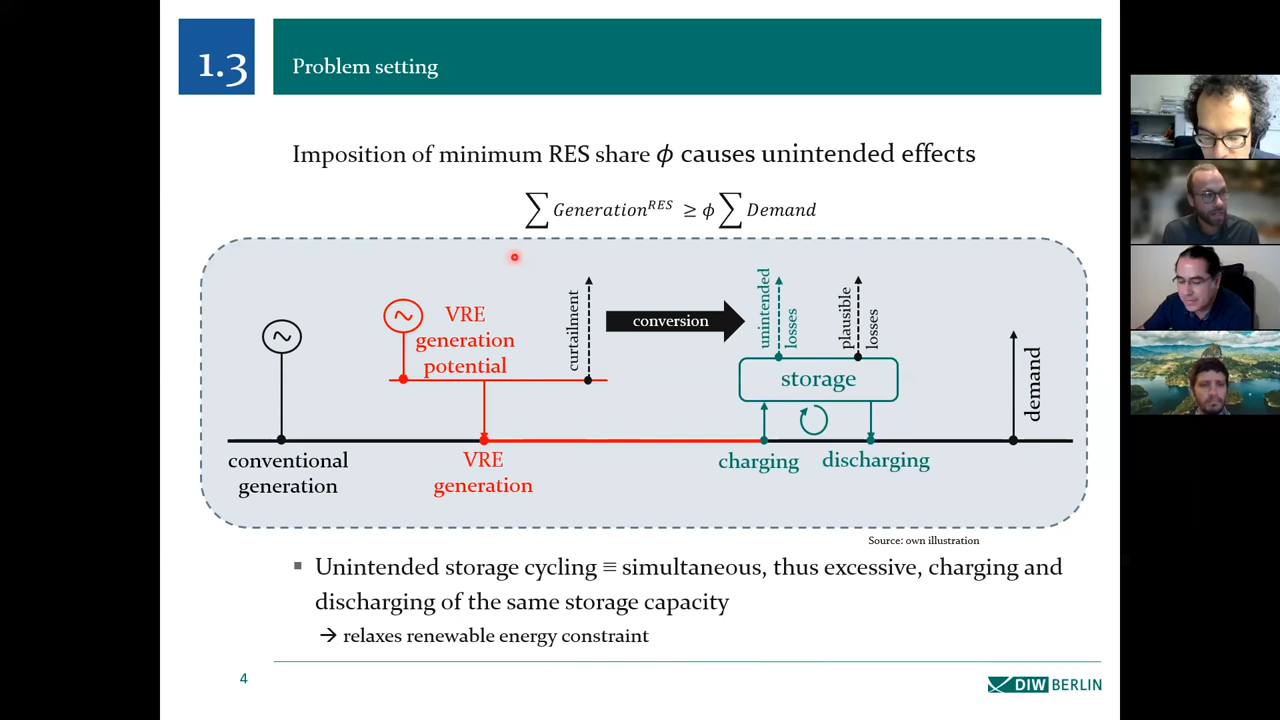 1.3
Problem setting
Imposition of minimum RES share ϕ causes unintended effects
∑ Generation^RES ≥ ϕ ∑ Demand
VRE
generation
potential
curtailment
conversion
unintended
losses
plausible
losses
storage
demand
conventional
generation
VRE
generation
charging
discharging
Source: own illustration
▪ Unintended storage cycling ≡ simultaneous, thus excessive, charging and
discharging of the same storage capacity
→ relaxes renewable energy constraint
4
DIW BERLIN